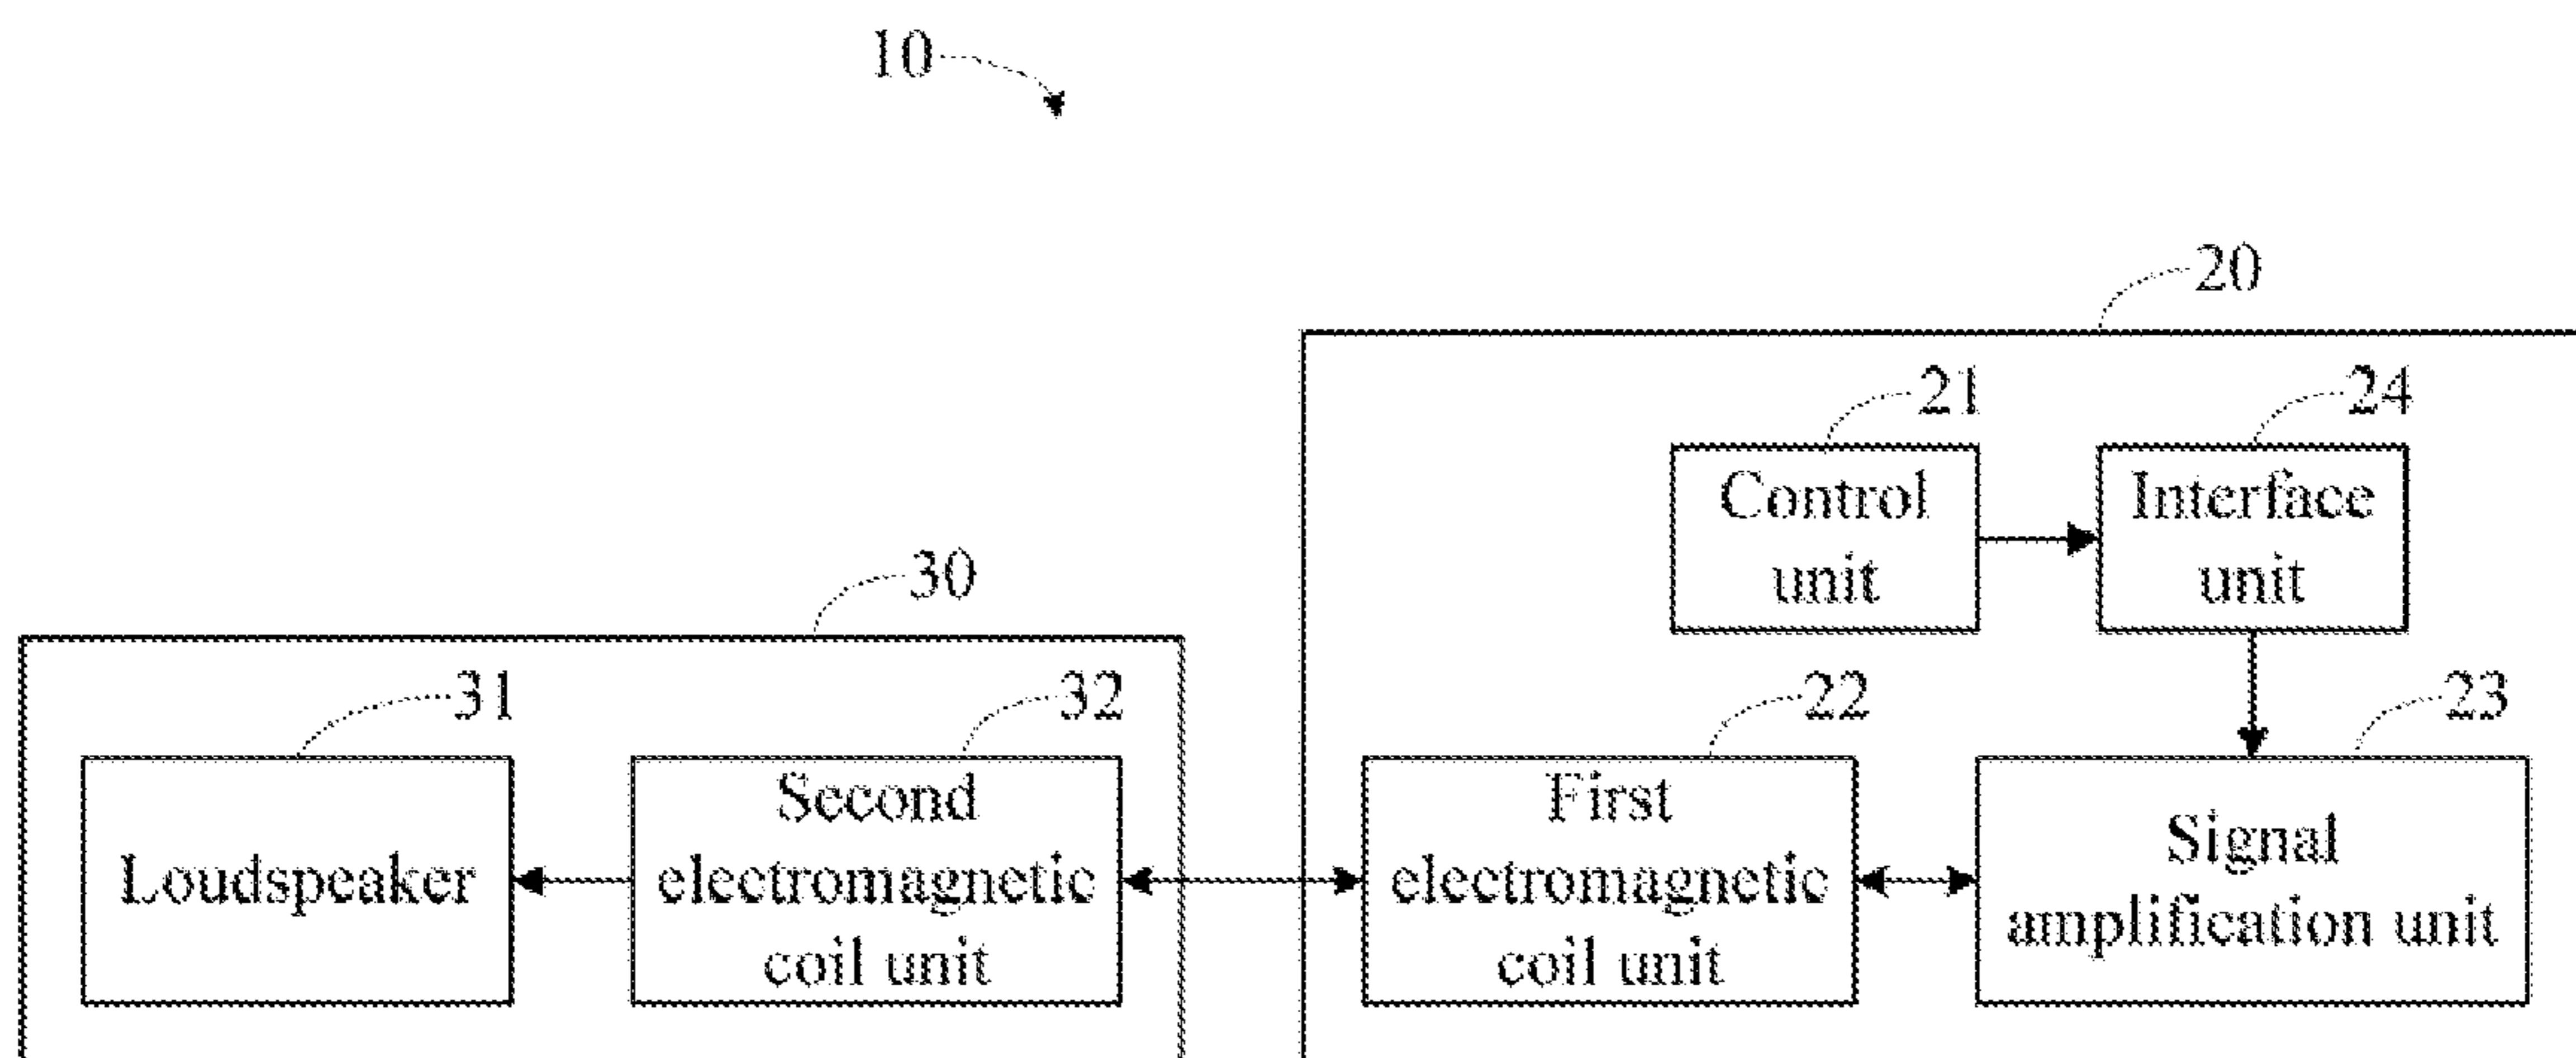 10
20
21
24
Control
unit
Interface
unit
30
31
32
22
23
Loudspeaker
Second
electromagnetic
coil unit
First
electromagnetic
coil unit
Signal
amplification unit